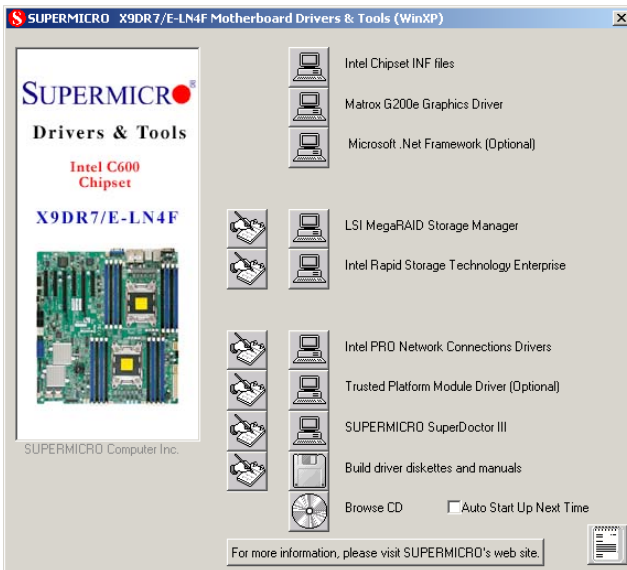 SUPERMICRO X9DR7/E-LN4F Motherboard Drivers & Tools (WinXP)
SUPERMICRO
Drivers & Tools
Intel C600
Chipset
X9DR7/E-LN4F
SUPERMICRO Computer Inc.
Intel Chipset INF files
Matrox G200e Graphics Driver
Microsoft .Net Framework (Optional)
LSI MegaRAID Storage Manager
Intel Rapid Storage Technology Enterprise
Intel PRO Network Connections Drivers
Trusted Platform Module Driver (Optional)
SUPERMICRO SuperDoctor III
Build driver diskettes and manuals
Browse CD
Auto Start Up Next Time
For more information, please visit SUPERMICRO's web site.